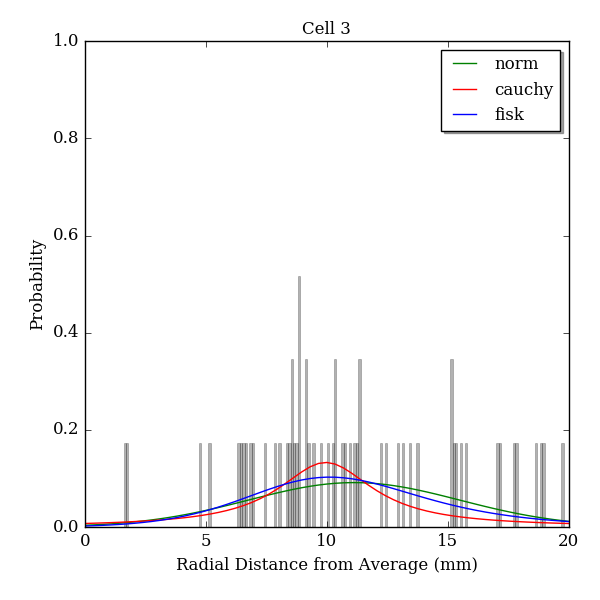 Cell 3
1.0
0.8
0.6
0.4
0.2
0.0
Probability
norm
cauchy
fisk
0 5 10 15 20
Radial Distance from Average (mm)